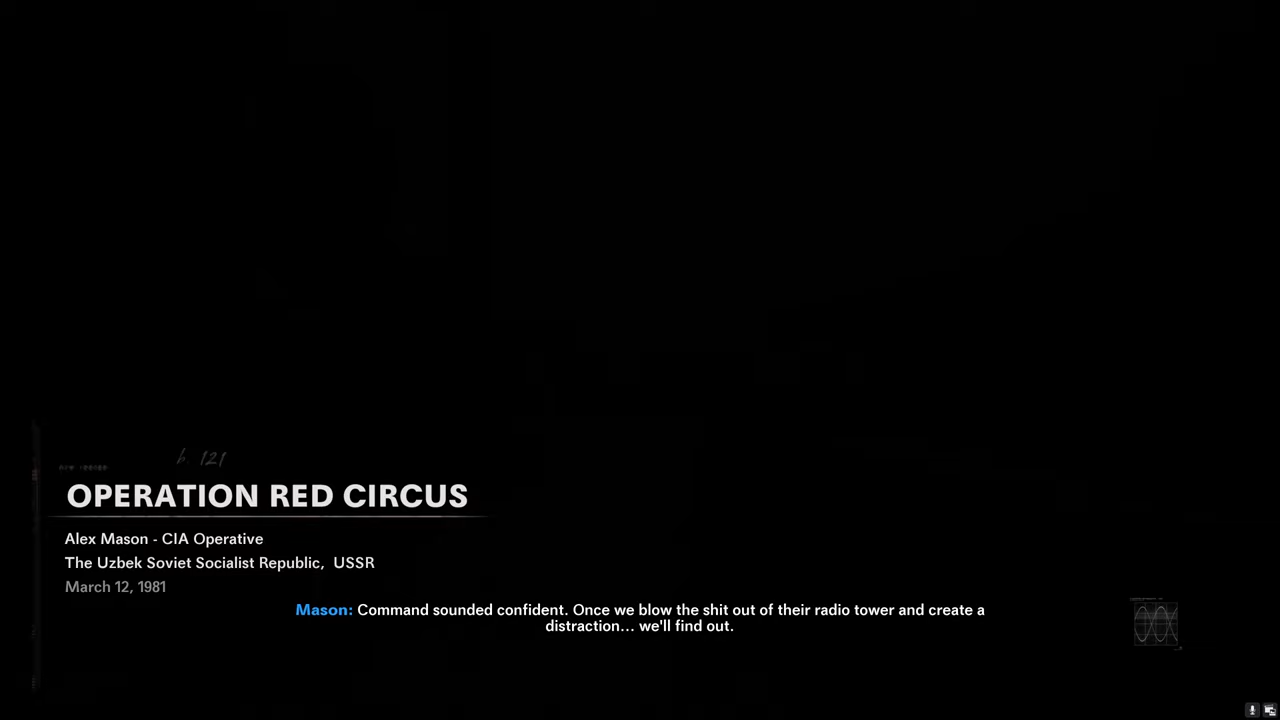 b. 121
OPERATION RED CIRCUS
Alex Mason - CIA Operative
The Uzbek Soviet Socialist Republic, USSR
March 12, 1981
Mason: Command sounded confident. Once we blow the shit out of their radio tower and create a
distraction... we'll find out.